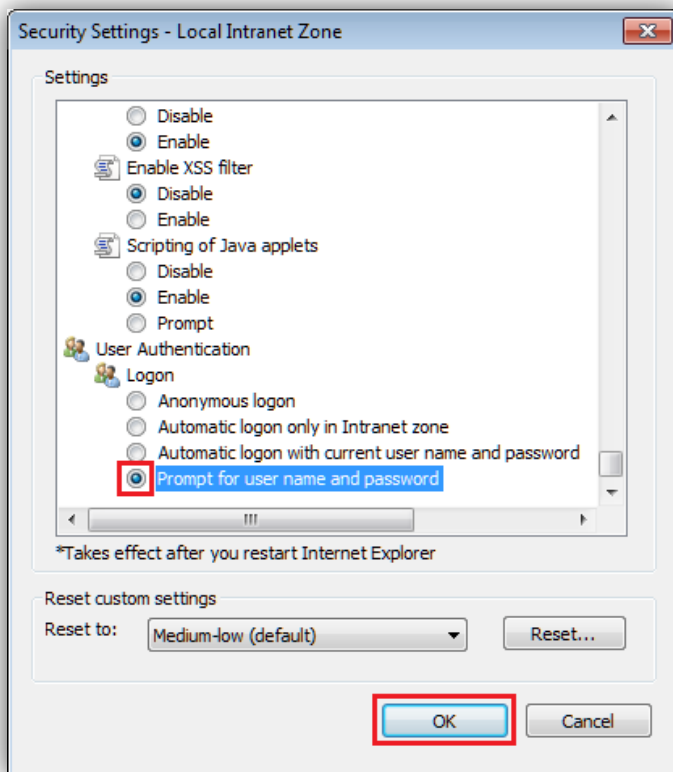 Security Settings - Local Intranet Zone
Settings
Disable
Enable
Enable XSS filter
Disable
Enable
Scripting of Java applets
Disable
Enable
Prompt
User Authentication
Logon
Anonymous logon
Automatic logon only in Intranet zone
Automatic logon with current user name and password
Prompt for user name and password
*Takes effect after you restart Internet Explorer
Reset custom settings
Reset to: Medium-low (default) Reset...
OK Cancel